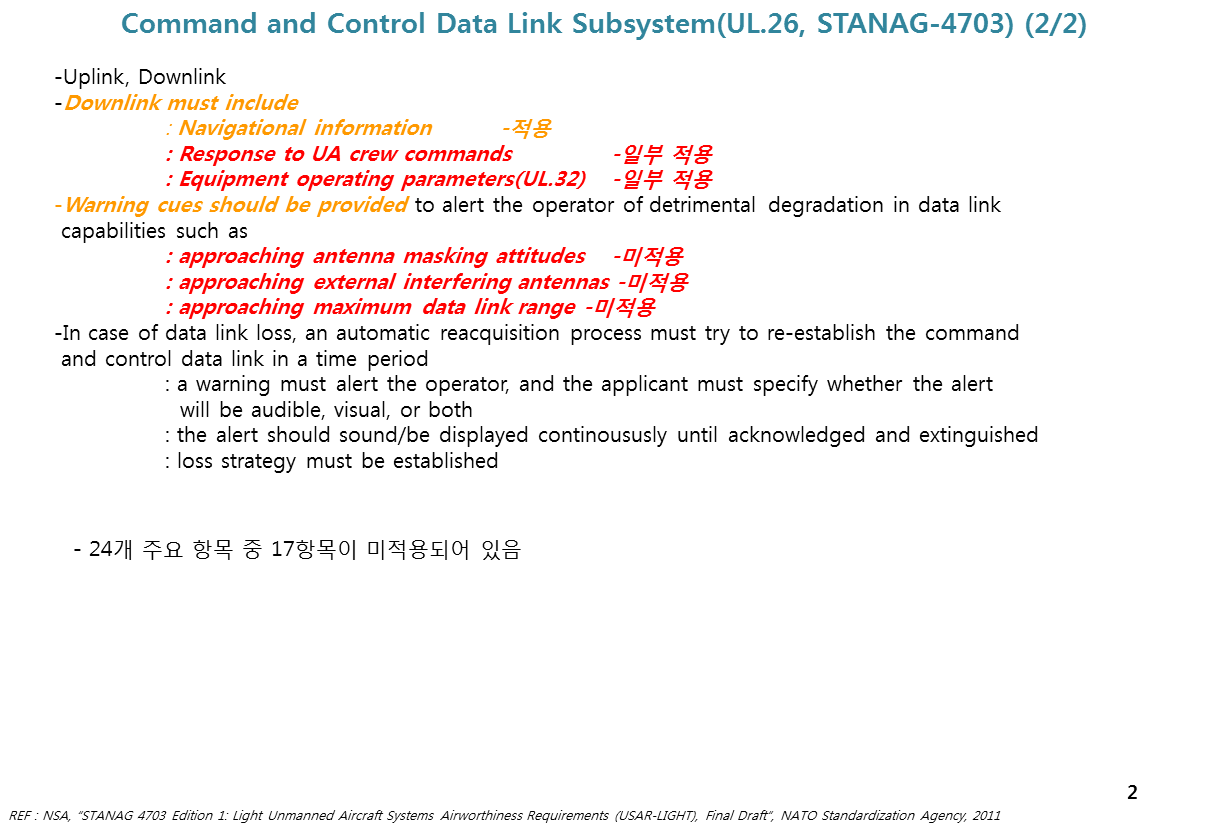 Command and Control Data Link Subsystem(UL.26, STANAG-4703) (2/2)
-Uplink, Downlink
-Downlink must include
: Navigational information -적용
: Response to UA crew commands -일부 적용
: Equipment operating parameters(UL.32) -일부 적용
-Warning cues should be provided to alert the operator of detrimental degradation in data link
capabilities such as
: approaching antenna masking attitudes -미적용
: approaching external interfering antennas -미적용
: approaching maximum data link range -미적용
-In case of data link loss, an automatic reacquisition process must try to re-establish the command
and control data link in a time period
: a warning must alert the operator, and the applicant must specify whether the alert
will be audible, visual, or both
: the alert should sound/be displayed continoususly until acknowledged and extinguished
: loss strategy must be established
- 24개 주요 항목 중 17항목이 미적용되어 있음
2
REF : NSA, “STANAG 4703 Edition 1: Light Unmanned Aircraft Systems Airworthiness Requirements (USAR-LIGHT), Final Draft”, NATO Standardization Agency, 2011